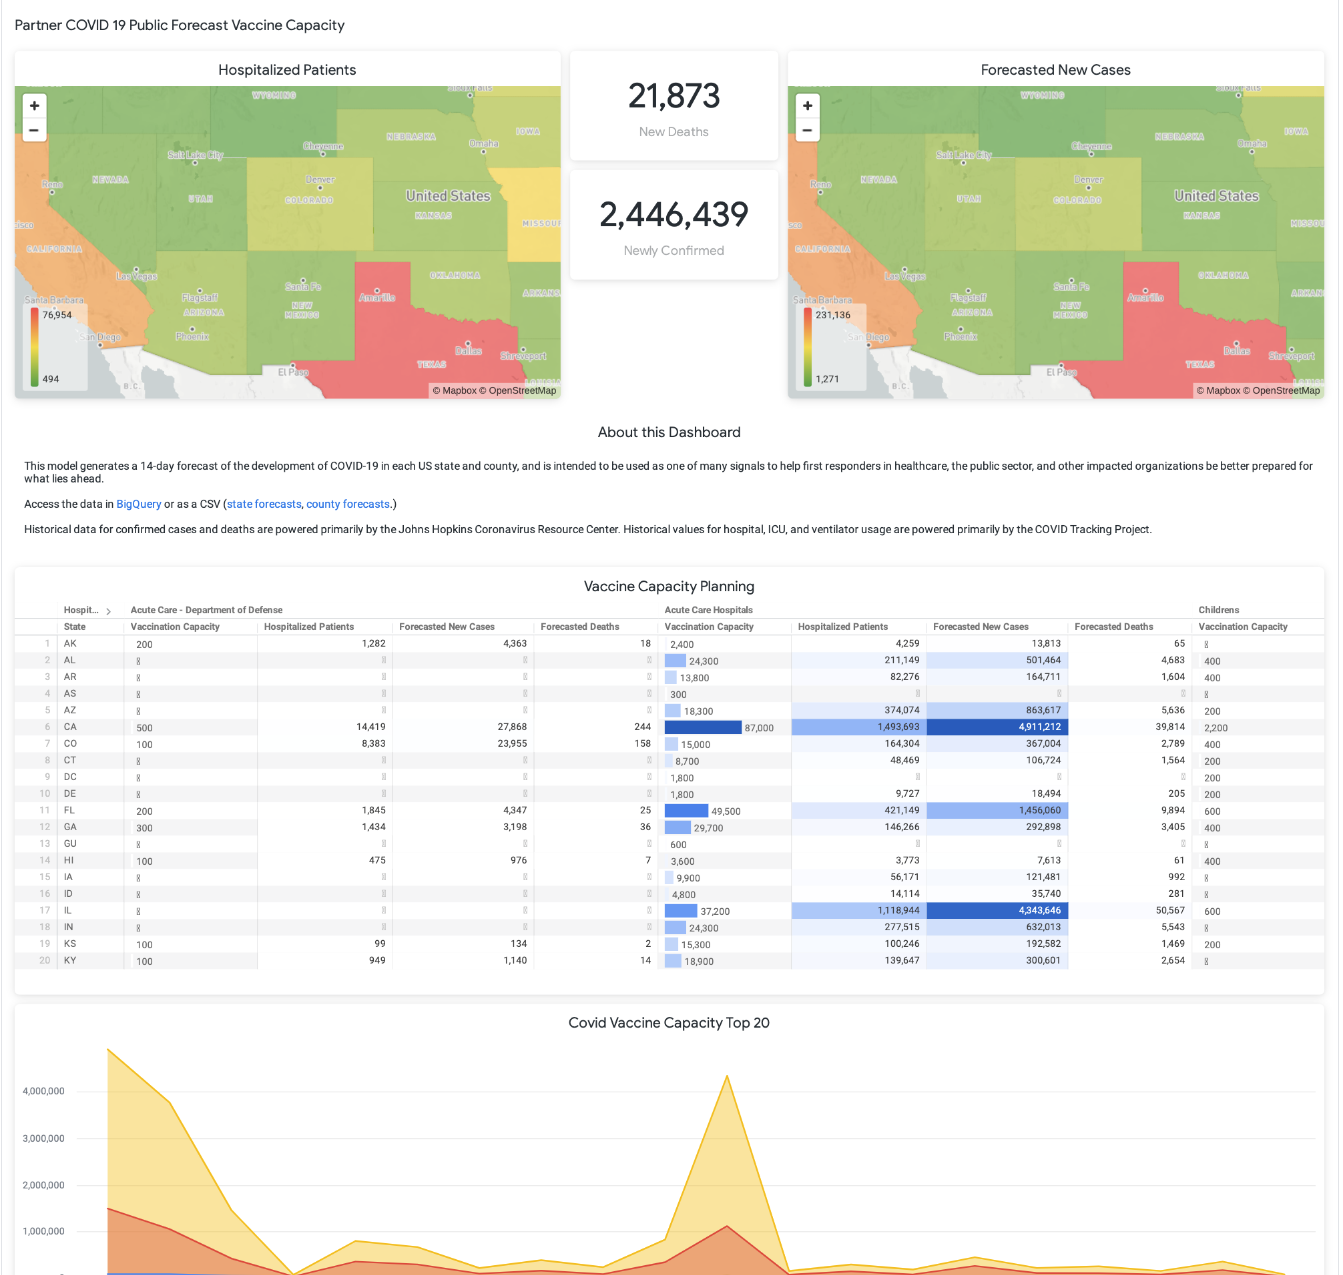 Partner COVID 19 Public Forecast Vaccine Capacity
Hospitalized Patients
21,873
New Deaths
2,446,439
Newly Confirmed
Forecasted New Cases
+
−
WYOMING
NEBRASKA
IOWA
Omaha
Cheyenne
Salt Lake City
Reno
NEVADA
UTAH
Denver
COLORADO
United States
KANSAS
CALIFORNIA
Las Vegas
Santa Fe
Amarillo
OKLAHOMA
Santa Barbara
Flagstaff
ARIZONA
NEW
MEXICO
76,954
San Diego
Phoenix
Dallas
Shreveport
TEXAS
El Paso
494
B.C.
© Mapbox © OpenStreetMap
+
−
WYOMING
NEBRASKA
IOWA
Omaha
Cheyenne
Salt Lake City
Reno
NEVADA
UTAH
Denver
COLORADO
United States
KANSAS
CALIFORNIA
Las Vegas
Santa Fe
Amarillo
OKLAHOMA
Santa Barbara
Flagstaff
ARIZONA
NEW
MEXICO
231,136
San Diego
Phoenix
Dallas
Shreveport
TEXAS
El Paso
1,271
B.C.
© Mapbox © OpenStreetMap
About this Dashboard
This model generates a 14-day forecast of the development of COVID-19 in each US state and county, and is intended to be used as one of many signals to help first responders in healthcare, the public sector, and other impacted organizations be better prepared for
what lies ahead.
Access the data in BigQuery or as a CSV (state forecasts, county forecasts.)
Historical data for confirmed cases and deaths are powered primarily by the Johns Hopkins Coronavirus Resource Center. Historical values for hospital, ICU, and ventilator usage are powered primarily by the COVID Tracking Project.
Vaccine Capacity Planning
Hospit... > Acute Care - Department of Defense Acute Care Hospitals Childrens
State Vaccination Capacity Hospitalized Patients Forecasted New Cases Forecasted Deaths Vaccination Capacity Hospitalized Patients Forecasted New Cases Forecasted Deaths Vaccination Capacity
1 AK 200 1,282 4,363 18 2,400 4,259 13,813 65
2 AL 24,300 211,149 501,464 4,683 400
3 AR 13,800 82,276 164,711 1,604 400
4 AS 300
5 AZ 18,300 374,074 863,617 5,636 200
6 CA 500 14,419 27,868 244 87,000 1,493,693 4,911,212 39,814 2,200
7 CO 100 8,383 23,955 158 15,000 164,304 367,004 2,789 400
8 CT 8,700 48,469 106,724 1,564 200
9 DC 1,800 200
10 DE 1,800 9,727 18,494 205 200
11 FL 200 1,845 4,347 25 49,500 421,149 1,456,060 9,894 600
12 GA 300 1,434 3,198 36 29,700 146,266 292,898 3,405 400
13 GU 600
14 HI 100 475 976 7 3,600 3,773 7,613 61 400
15 IA 9,900 56,171 121,481 992
16 ID 4,800 14,114 35,740 281
17 IL 37,200 1,118,944 4,343,646 50,567 600
18 IN 24,300 277,515 632,013 5,543
19 KS 100 99 134 2 15,300 100,246 192,582 1,469 200
20 KY 100 949 1,140 14 18,900 139,647 300,601 2,654
Covid Vaccine Capacity Top 20
4,000,000
3,000,000
2,000,000
1,000,000